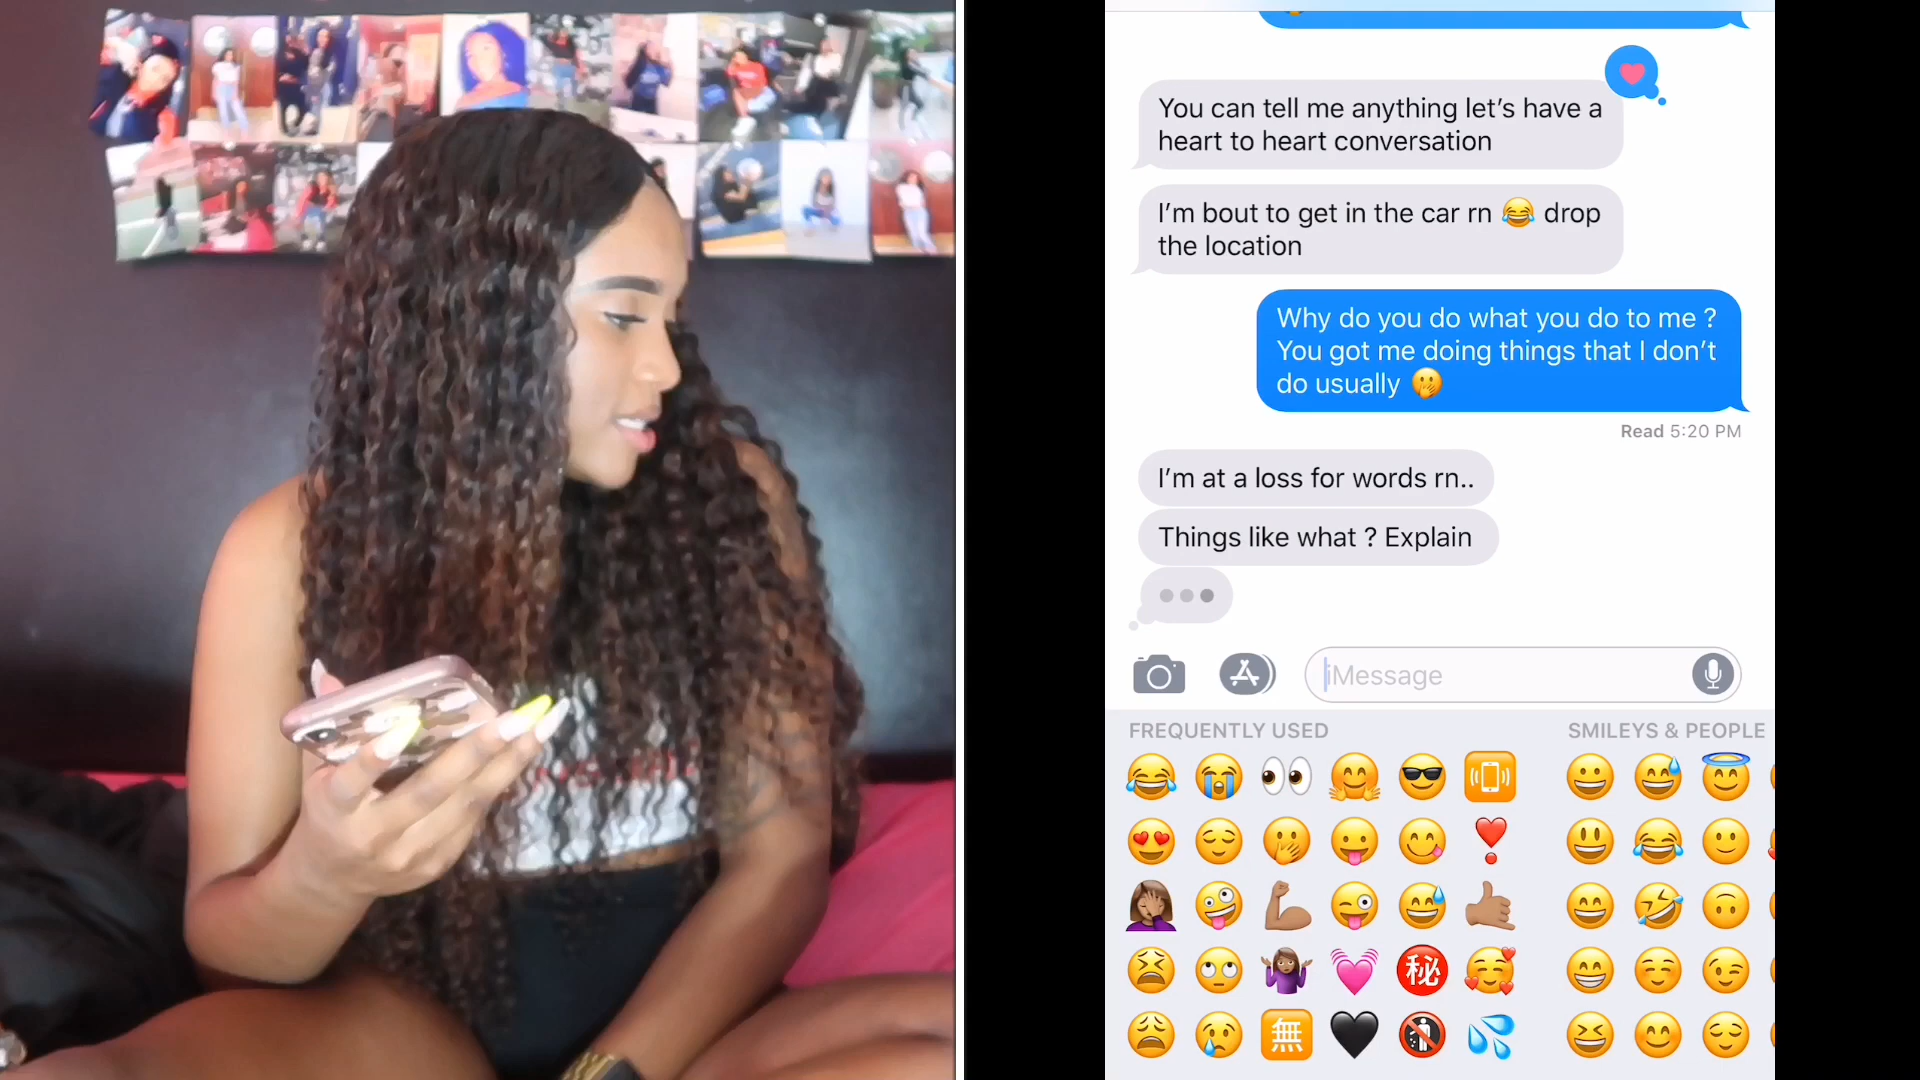 You can tell me anything let’s have a
heart to heart conversation
I’m bout to get in the car rn 😂 drop
the location
Why do you do what you do to me ?
You got me doing things that I don’t
do usually 🤭
Read 5:20 PM
I’m at a loss for words rn..
Things like what ? Explain
iMessage
FREQUENTLY USED
SMILEYS & PEOPLE
秘
無